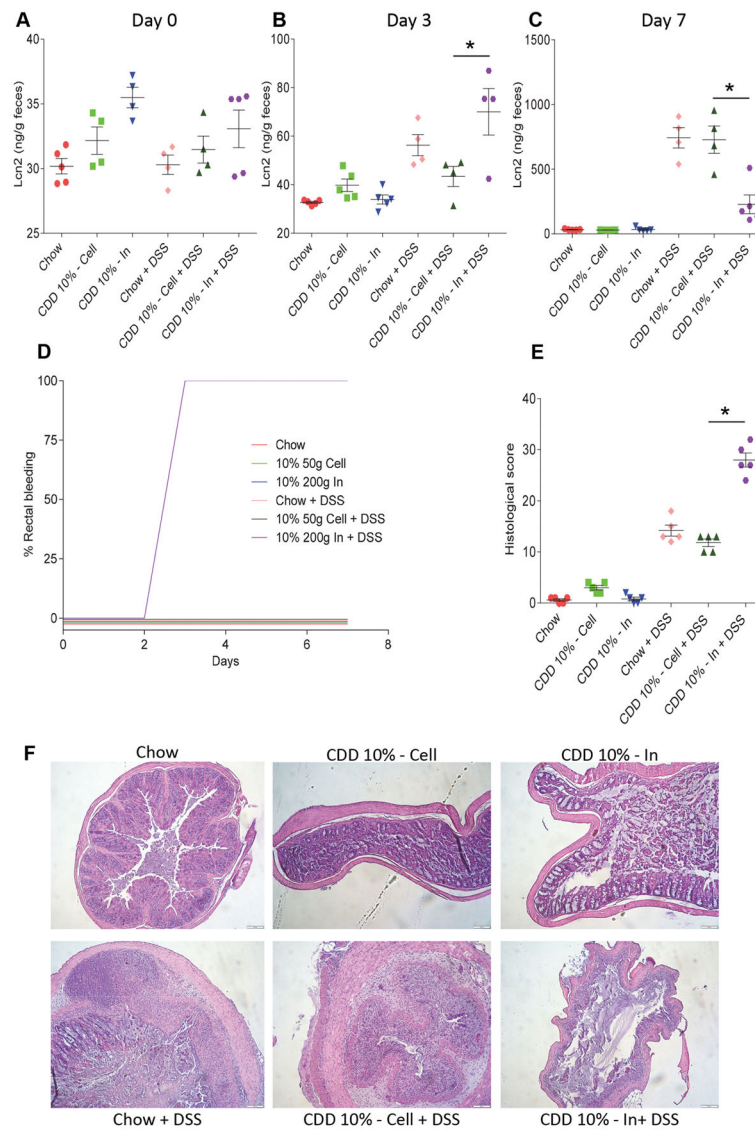 A Day 0
B Day 3
C Day 7
Lcn2 (ng/g feces)
40
35
30
25
Chow
CDD 10% - Cell
CDD 10% - In
Chow + DSS
CDD 10% - Cell + DSS
CDD 10% - In + DSS
Lcn2 (ng/g feces)
100
80
60
40
20
*
Chow
CDD 10% - Cell
CDD 10% - In
Chow + DSS
CDD 10% - Cell + DSS
CDD 10% - In + DSS
Lcn2 (ng/g feces)
1500
1000
500
0
*
Chow
CDD 10% - Cell
CDD 10% - In
Chow + DSS
CDD 10% - Cell + DSS
CDD 10% - In + DSS
D
% Rectal bleeding
100
75
50
25
0
0 2 4 6 8
Days
Chow
10% 50g Cell
10% 200g In
Chow + DSS
10% 50g Cell + DSS
10% 200g In + DSS
E
Histological score
40
30
20
10
0
*
Chow
CDD 10% - Cell
CDD 10% - In
Chow + DSS
CDD 10% - Cell + DSS
CDD 10% - In + DSS
F
Chow CDD 10% - Cell CDD 10% - In
Chow + DSS CDD 10% - Cell + DSS CDD 10% - In+ DSS